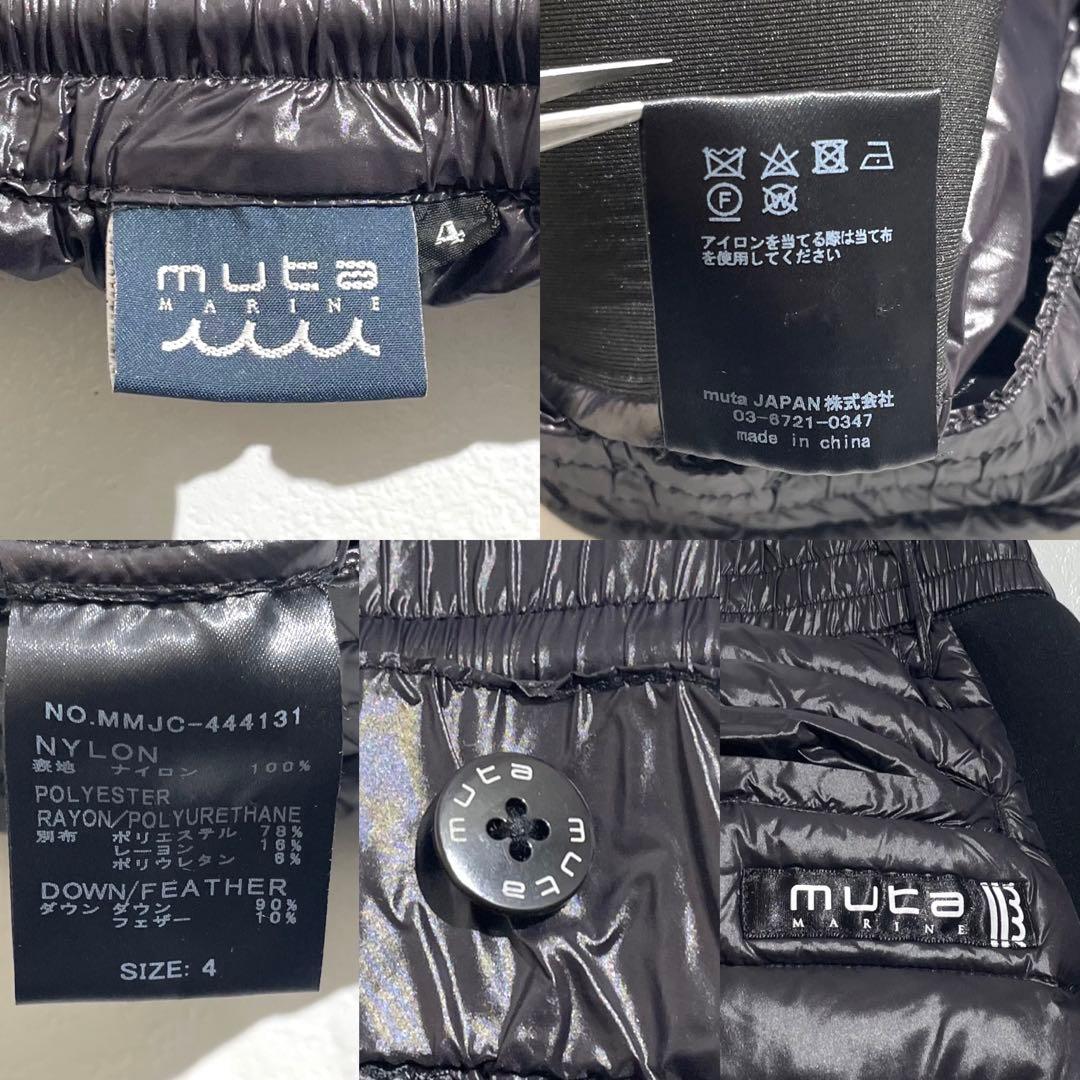 muta
MARINE
4
F
W
アイロンを当てる際は当て布
を使用してください
muta JAPAN 株式会社
03-6721-0347
made in china
NO.MMJC-444131
NYLON
表地 ナイロン 100%
POLYESTER
RAYON/POLYURETHANE
別布 ポリエステル 78%
レーヨン 16%
ポリウレタン 6%
DOWN/FEATHER
ダウン ダウン 90%
フェザー 10%
SIZE: 4
muta
muta
muta
muta
muta
MARINE